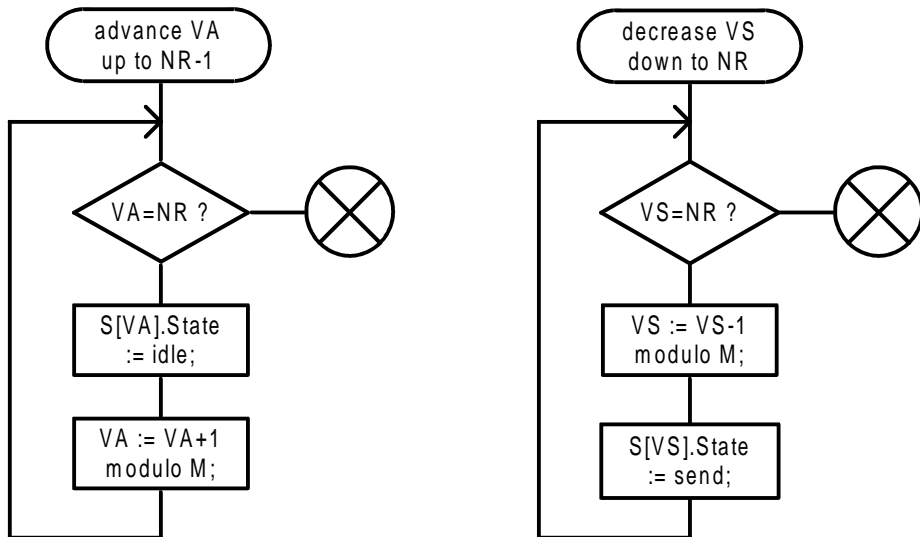 advance VA
up to NR-1
VA=NR ?
S[VA].State
:= idle;
VA := VA+1
modulo M;
decrease VS
down to NR
VS=NR ?
VS := VS-1
modulo M;
S[VS].State
:= send;